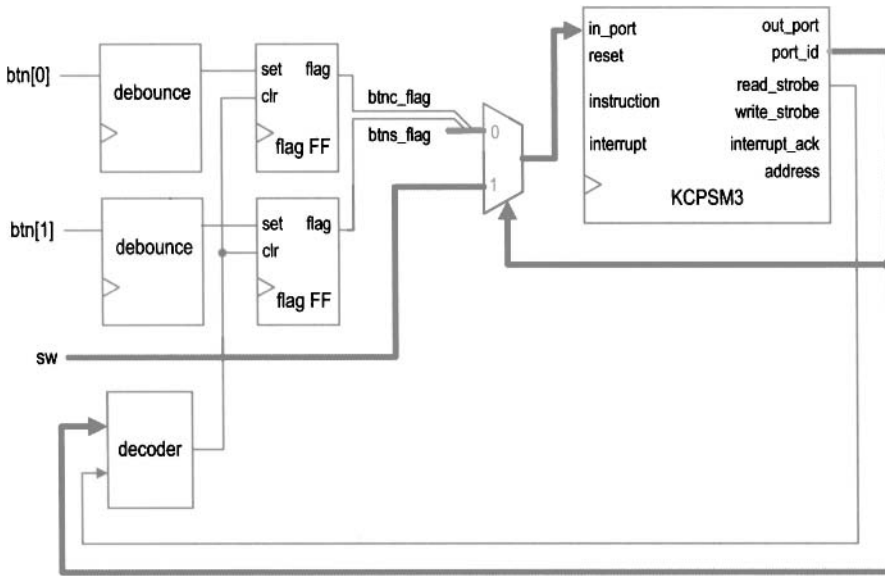 btn[0]
debounce
set
flag
clr
flag FF
btnc_flag
btns_flag
0
1
in_port
out_port
reset
port_id
read_strobe
instruction
write_strobe
interrupt
interrupt_ack
address
KCPSM3
btn[1]
debounce
set
flag
clr
flag FF
sw
decoder